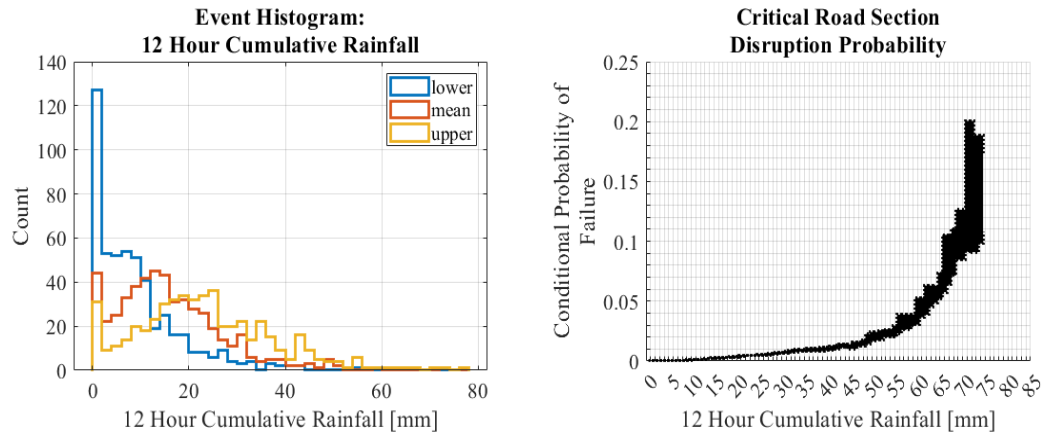 Event Histogram:
12 Hour Cumulative Rainfall
140
120
100
80
60
40
20
0
Count
lower
mean
upper
0 20 40 60 80
12 Hour Cumulative Rainfall [mm]
Critical Road Section
Disruption Probability
0.25
0.2
0.15
0.1
0.05
0
Conditional Probability of
Failure
0 5 10 15 20 25 30 35 40 45 50 55 60 65 70 75 80 85
12 Hour Cumulative Rainfall [mm]